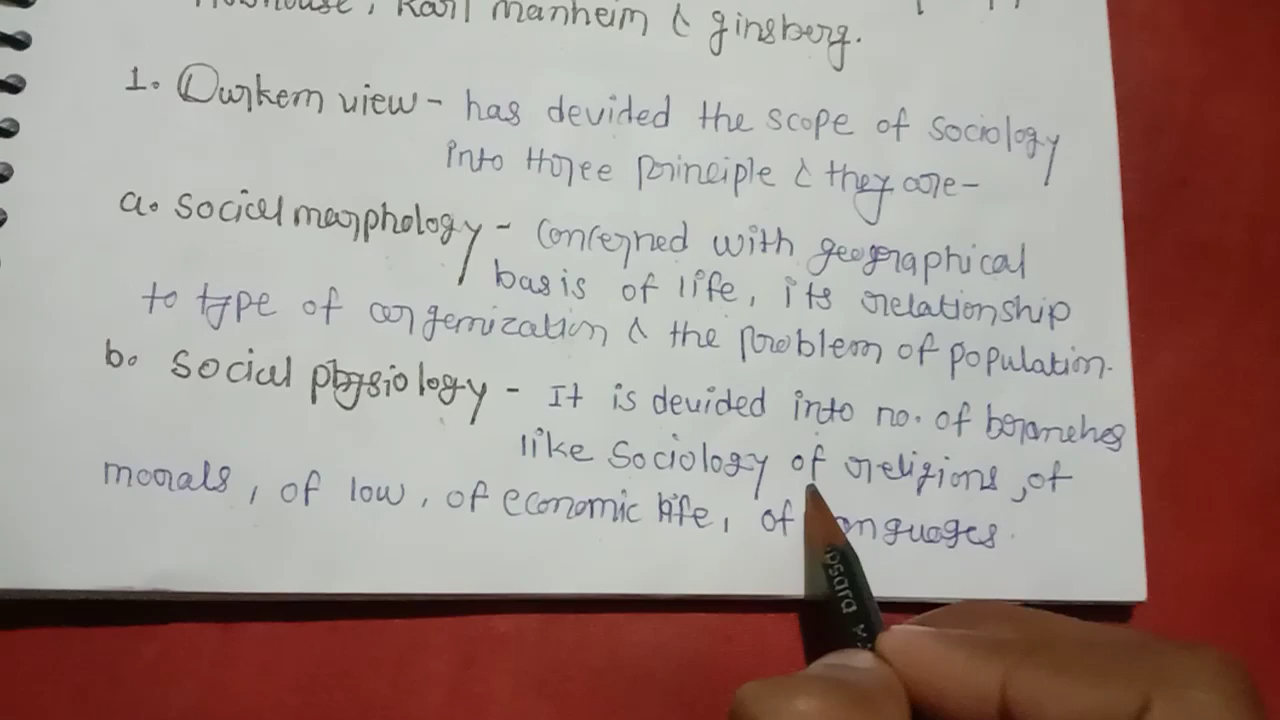 Hobhouse, Karl Manheim & ginsberg.
1. Durkem view - has devided the scope of sociology
into three principle & they are -
a. social morphology - concerned with geographical
basis of life, its relationship
to type of orgemization & the problem of population.
b. social physiology - It is devided into no. of branches
like sociology of religions, of
morals, of low, of economic life, of languages.
apsara